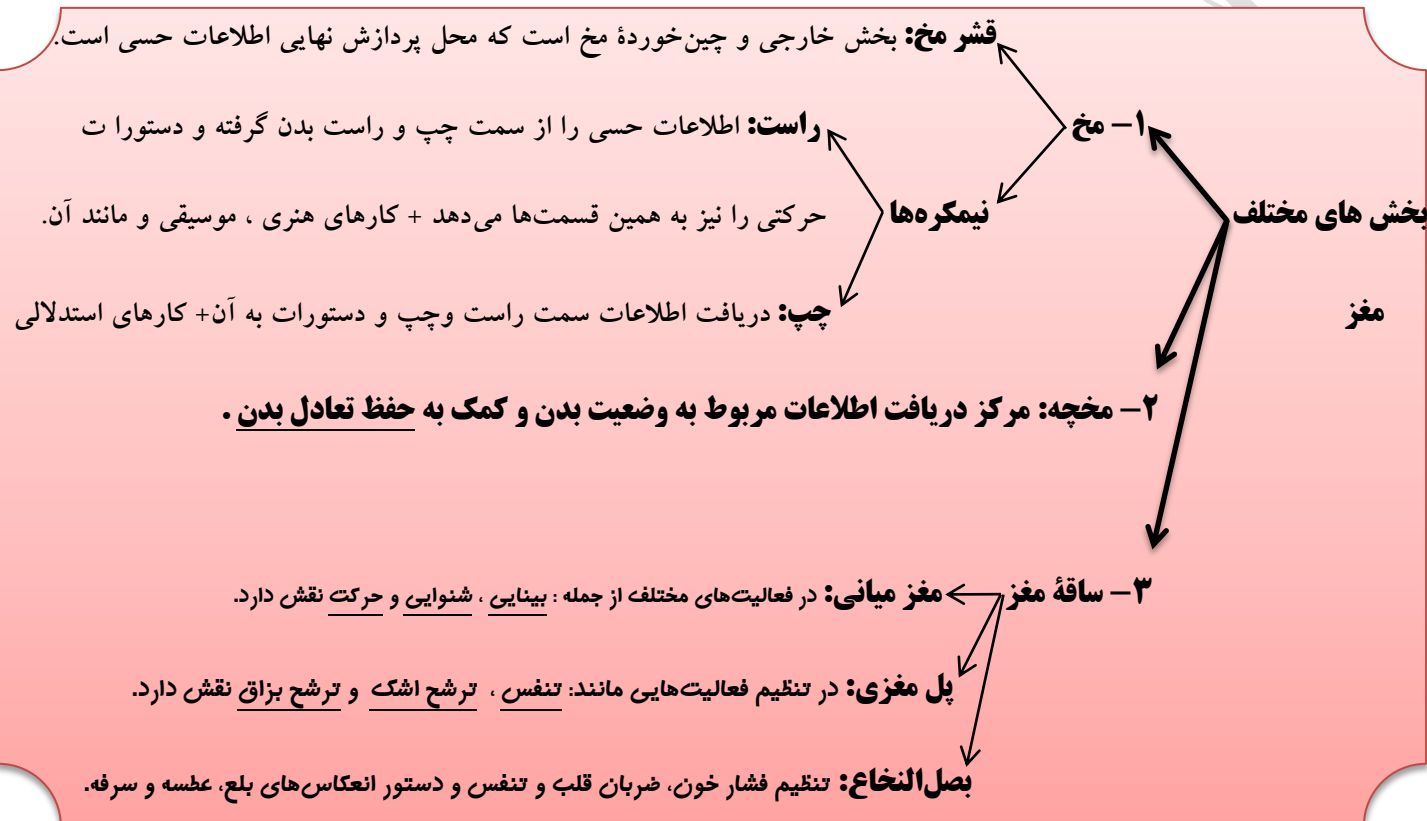 قشر مخ: بخش خارجی و چین‌خوردهٔ مخ است که محل پردازش نهایی اطلاعات حسی است.
۱– مخ
راست: اطلاعات حسی را از سمت چپ و راست بدن گرفته و دستورا ت
بخش های مختلف
نیمکره‌ها
حرکتی را نیز به همین قسمت‌ها می‌دهد + کارهای هنری ، موسیقی و مانند آن.
مغز
چپ: دریافت اطلاعات سمت راست وچپ و دستورات به آن+ کارهای استدلالی
۲– مخچه: مرکز دریافت اطلاعات مربوط به وضعیت بدن و کمک به حفظ تعادل بدن .
۳– ساقهٔ مغز
مغز میانی: در فعالیت‌های مختلف از جمله : بینایی ، شنوایی و حرکت نقش دارد.
پل مغزی: در تنظیم فعالیت‌هایی مانند: تنفس ، ترشح اشک و ترشح بزاق نقش دارد.
بصل‌النخاع: تنظیم فشار خون، ضربان قلب و تنفس و دستور انعکاس‌های بلع، عطسه و سرفه.